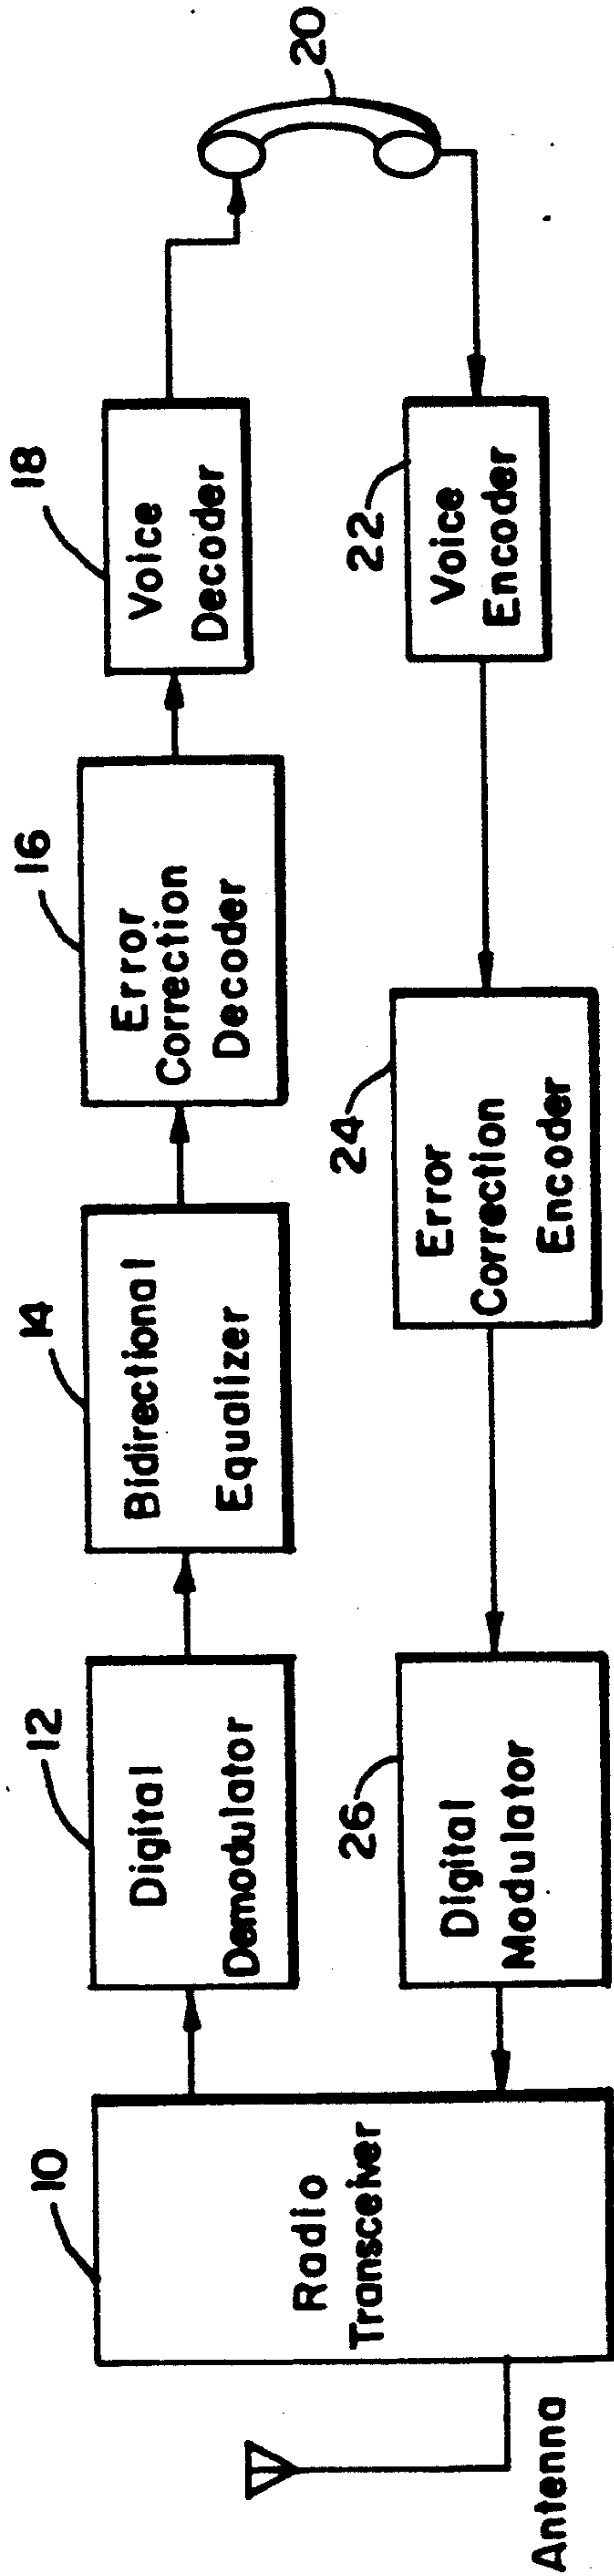 10
Radio
Transceiver
Antenna
12
Digital
Demodulator
14
Bidirectional
Equalizer
16
Error
Correction
Decoder
18
Voice
Decoder
20
22
Voice
Encoder
24
Error
Correction
Encoder
26
Digital
Modulator